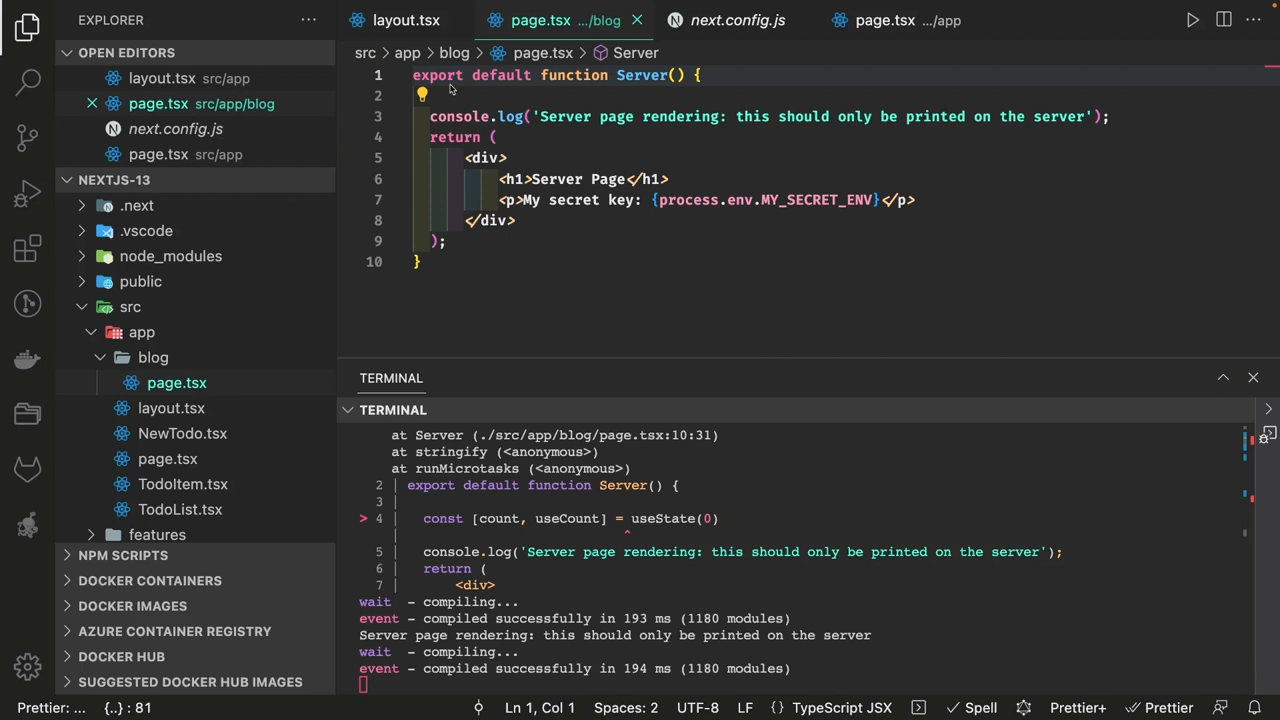 EXPLORER
OPEN EDITORS
layout.tsx src/app
page.tsx src/app/blog
next.config.js
page.tsx src/app
NEXTJS-13
.next
.vscode
node_modules
public
src
app
blog
page.tsx
layout.tsx
NewTodo.tsx
page.tsx
TodoItem.tsx
TodoList.tsx
features
NPM SCRIPTS
DOCKER CONTAINERS
DOCKER IMAGES
AZURE CONTAINER REGISTRY
DOCKER HUB
SUGGESTED DOCKER HUB IMAGES
layout.tsx page.tsx .../blog next.config.js page.tsx .../app
src > app > blog > page.tsx > Server
1 export default function Server() {
2
3 console.log('Server page rendering: this should only be printed on the server');
4 return (
5 <div>
6 <h1>Server Page</h1>
7 <p>My secret key: {process.env.MY_SECRET_ENV}</p>
8 </div>
9 );
10 }
TERMINAL
TERMINAL
at Server (./src/app/blog/page.tsx:10:31)
at stringify (<anonymous>)
at runMicrotasks (<anonymous>)
2 | export default function Server() {
3 |
> 4 | const [count, useCount] = useState(0)
| ^
5 | console.log('Server page rendering: this should only be printed on the server');
6 | return (
7 | <div>
wait - compiling...
event - compiled successfully in 193 ms (1180 modules)
Server page rendering: this should only be printed on the server
wait - compiling...
event - compiled successfully in 194 ms (1180 modules)
Prettier: ... {..} : 81 Ln 1, Col 1 Spaces: 2 UTF-8 LF {} TypeScript JSX Spell Prettier+ Prettier